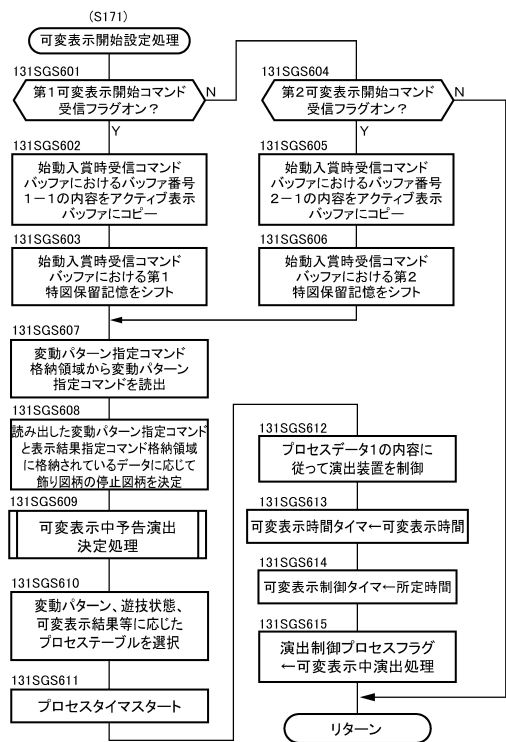 (S171)
可変表示開始設定処理
131SGS601
第1可変表示開始コマンド
受信フラグオン？
N
Y
131SGS602
始動入賞時受信コマンド
バッファにおけるバッファ番号
1－1の内容をアクティブ表示
バッファにコピー
131SGS603
始動入賞時受信コマンド
バッファにおける第1
特図保留記憶をシフト
131SGS604
第2可変表示開始コマンド
受信フラグオン？
N
Y
131SGS605
始動入賞時受信コマンド
バッファにおけるバッファ番号
2－1の内容をアクティブ表示
バッファにコピー
131SGS606
始動入賞時受信コマンド
バッファにおける第2
特図保留記憶をシフト
131SGS607
変動パターン指定コマンド
格納領域から変動パターン
指定コマンドを読出
131SGS608
読み出した変動パターン指定コマンド
と表示結果指定コマンド格納領域
に格納されているデータに応じて
飾り図柄の停止図柄を決定
131SGS609
可変表示中予告演出
決定処理
131SGS610
変動パターン、遊技状態、
可変表示結果等に応じた
プロセステーブルを選択
131SGS611
プロセスタイマスタート
131SGS612
プロセスデータ1の内容に
従って演出装置を制御
131SGS613
可変表示時間タイマ←可変表示時間
131SGS614
可変表示制御タイマ←所定時間
131SGS615
演出制御プロセスフラグ
←可変表示中演出処理
リターン